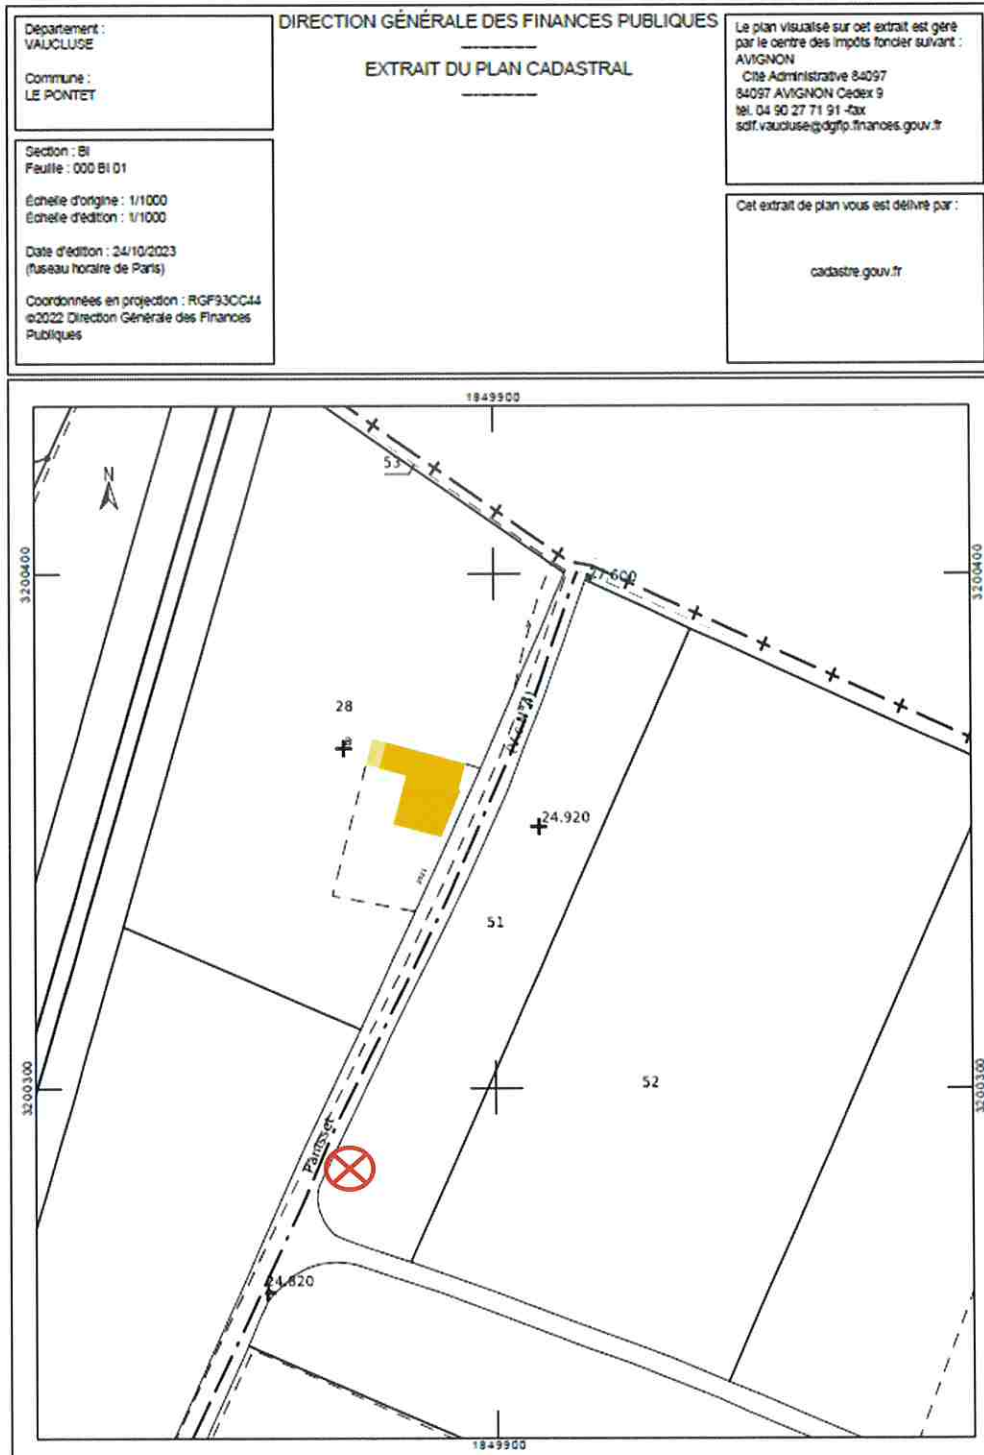 Département :
VAUCLUSE
Commune :
LE PONTET
Section : BI
Feuille : 000 BI 01
Échelle d'origine : 1/1000
Échelle d'édition : 1/1000
Date d'édition : 24/10/2023
(fuseau horaire de Paris)
Coordonnées en projection : RGF93CC44
©2022 Direction Générale des Finances
Publiques
DIRECTION GÉNÉRALE DES FINANCES PUBLIQUES
EXTRAIT DU PLAN CADASTRAL
Le plan visualisé sur cet extrait est géré
par le centre des impôts foncier suivant :
AVIGNON
Cité Administrative 84097
84097 AVIGNON Cedex 9
tél. 04 90 27 71 91 -fax
sdif.vaucluse@dgfip.finances.gouv.fr
Cet extrait de plan vous est délivré par :
cadastre.gouv.fr
1849900
53
N
3200400
3200400
27.600
28
24.920
51
3200300
3200300
52
Panisset
24.820
1849900